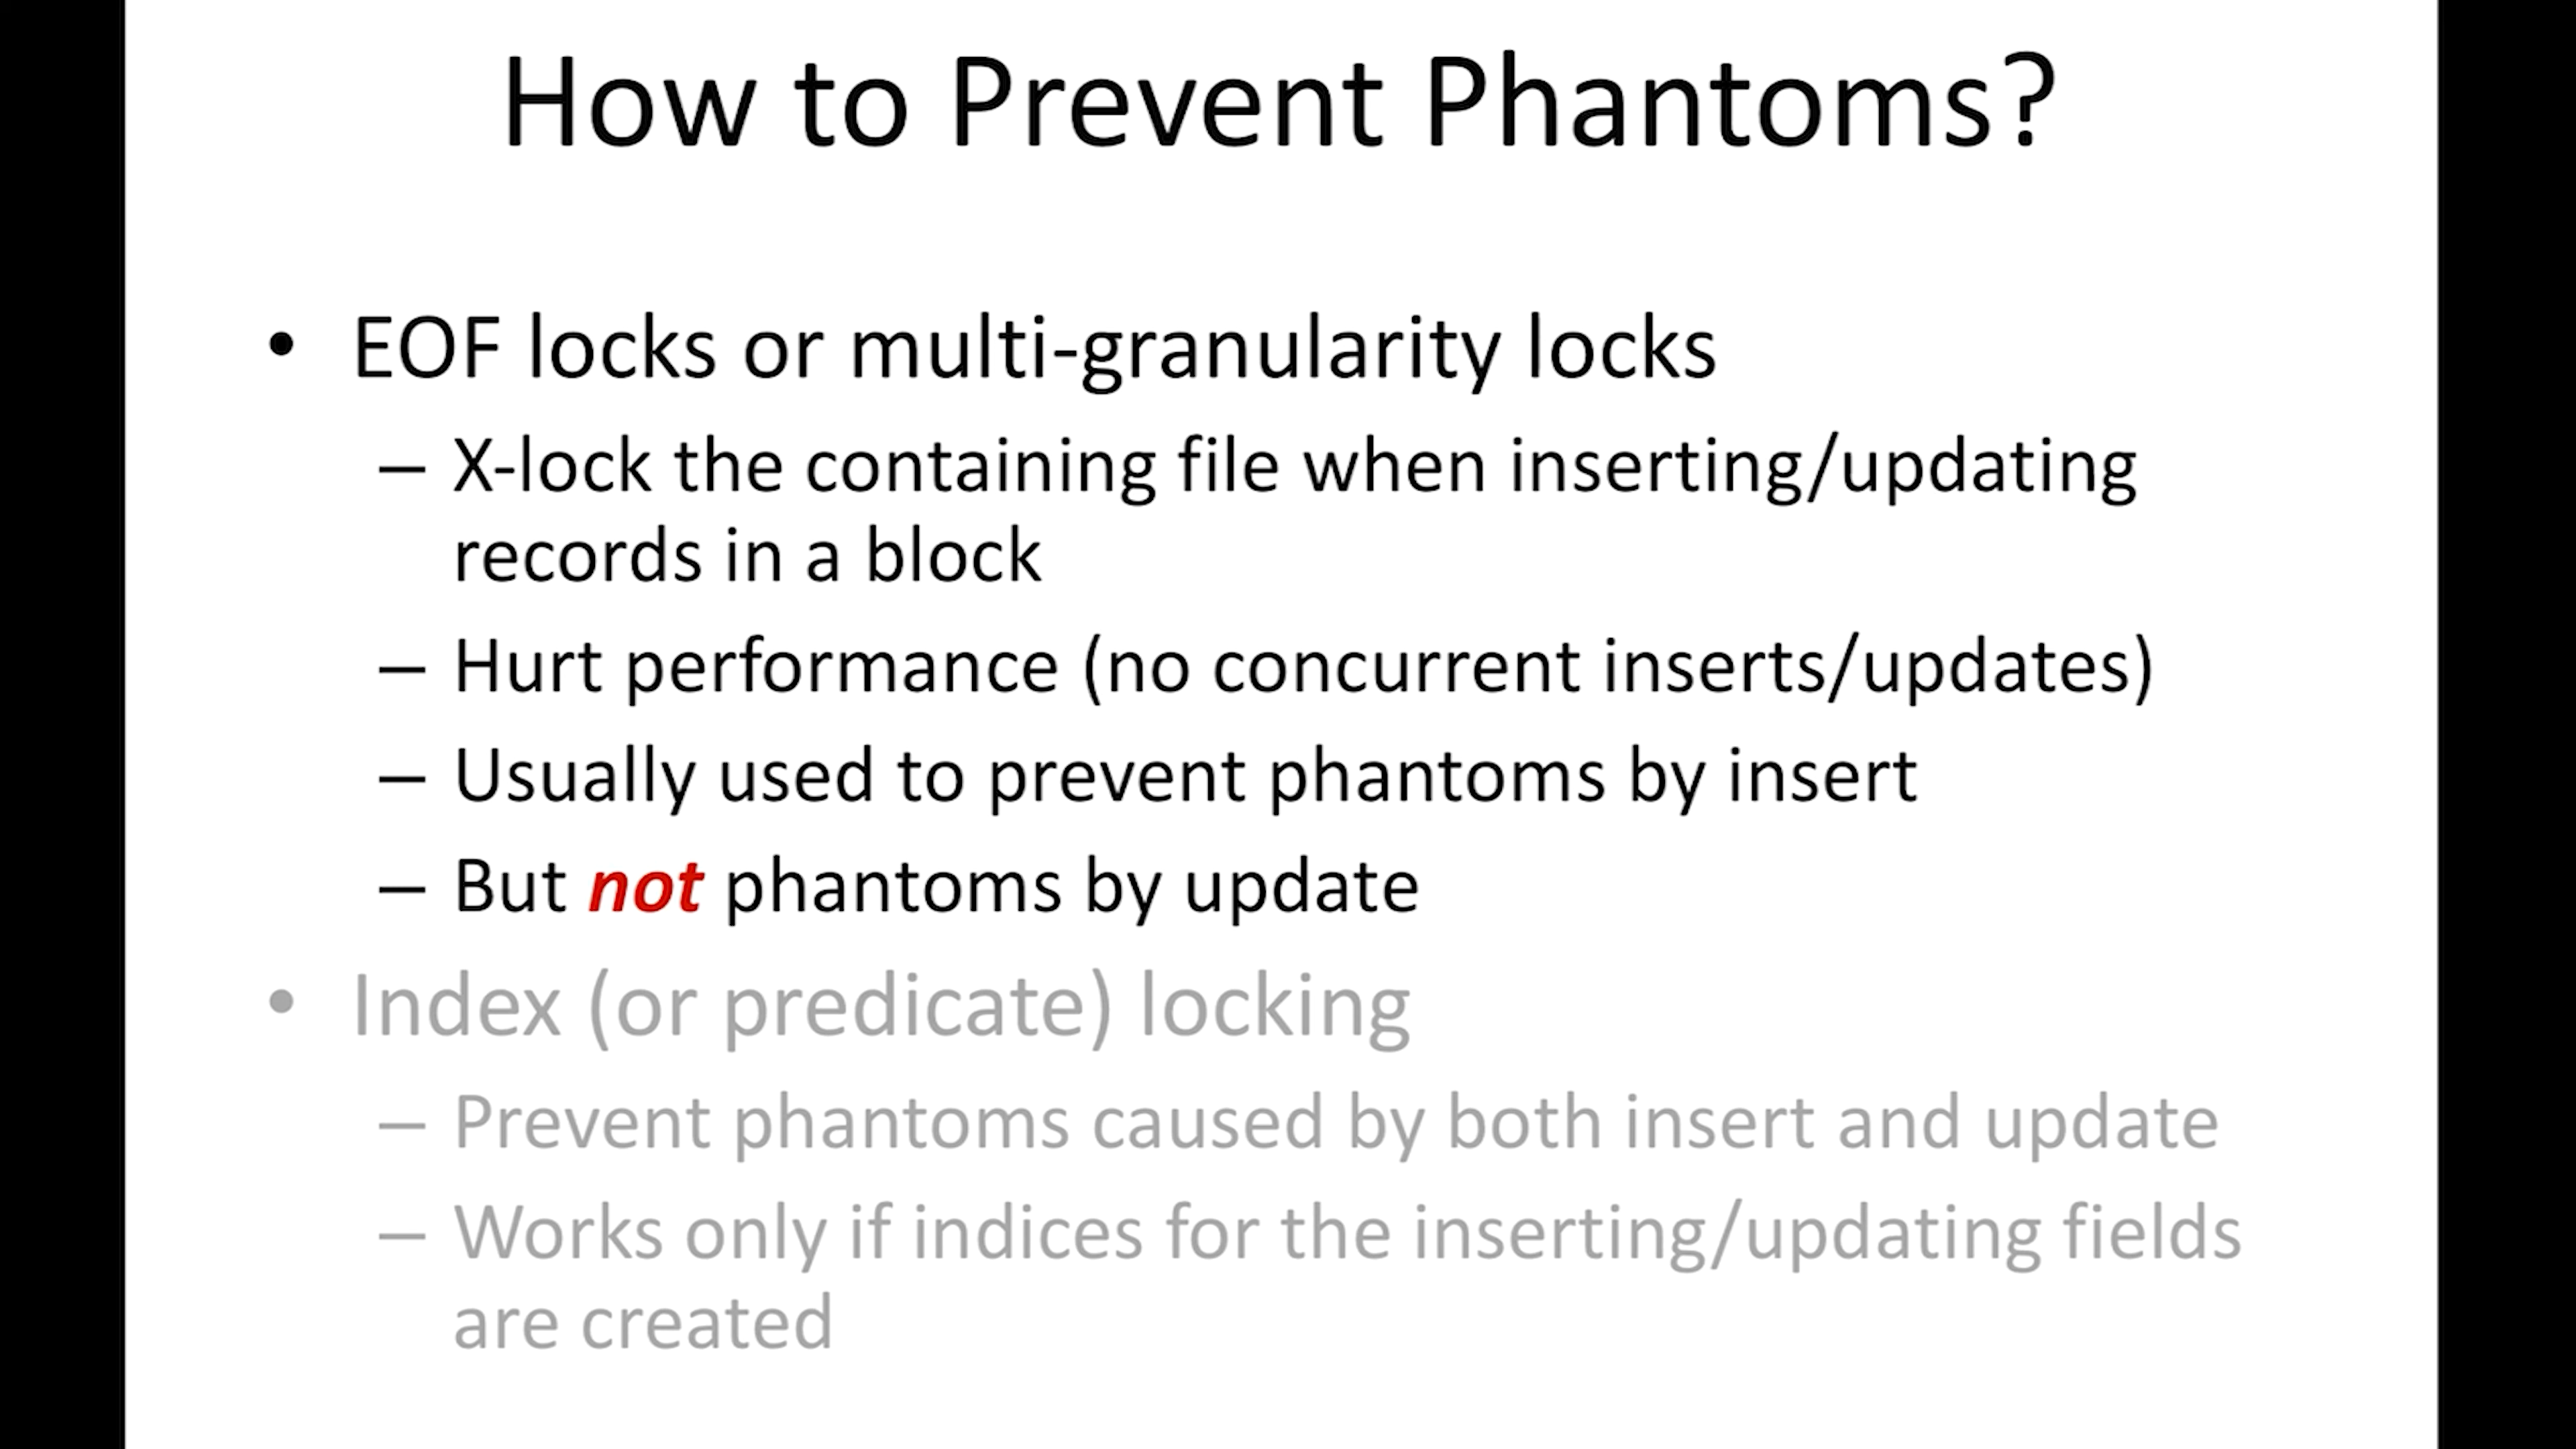 How to Prevent Phantoms?
• EOF locks or multi-granularity locks
– X-lock the containing file when inserting/updating
records in a block
– Hurt performance (no concurrent inserts/updates)
– Usually used to prevent phantoms by insert
– But not phantoms by update
• Index (or predicate) locking
– Prevent phantoms caused by both insert and update
– Works only if indices for the inserting/updating fields
are created